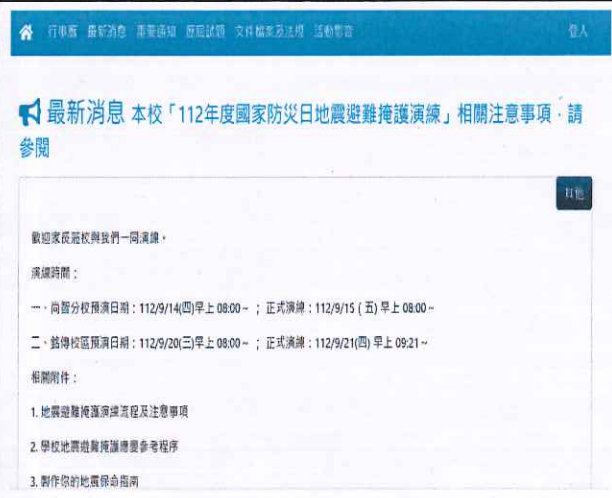 行事曆 最新消息 重要通知 歷屆試題 文件檔案及法規 活動影音 登入
最新消息 本校「112年度國家防災日地震避難掩護演練」相關注意事項，請
參閱
其他
歡迎家長蒞校與我們一同演練。
演練時間：
一、尚智分校預演日期：112/9/14(四)早上 08:00～ ； 正式演練：112/9/15 ( 五) 早上 08:00～
二、銘傳校區預演日期：112/9/20(三)早上 08:00～ ； 正式演練：112/9/21(四) 早上 09:21～
相關附件：
1. 地震避難掩護演練流程及注意事項
2. 學校地震避難掩護應變參考程序
3. 製作你的地震保命指南